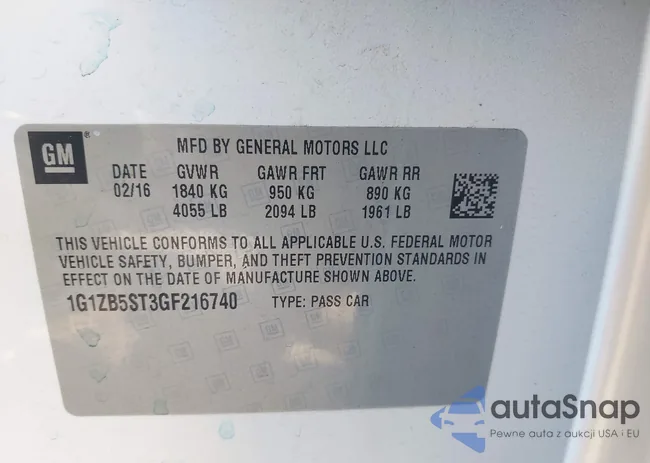 GM
MFD BY GENERAL MOTORS LLC
DATE GVWR GAWR FRT GAWR RR
02/16 1840 KG 950 KG 890 KG
4055 LB 2094 LB 1961 LB
THIS VEHICLE CONFORMS TO ALL APPLICABLE U.S. FEDERAL MOTOR
VEHICLE SAFETY, BUMPER, AND THEFT PREVENTION STANDARDS IN
EFFECT ON THE DATE OF MANUFACTURE SHOWN ABOVE.
1G1ZB5ST3GF216740 TYPE: PASS CAR
autaSnap
Pewne auta z aukcji USA i EU